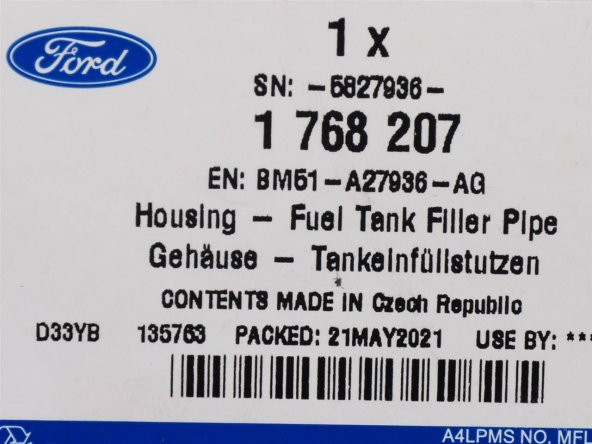 Ford
1 x
SN: -5827936-
1 768 207
EN: BM51-A27936-AG
Housing - Fuel Tank Filler Pipe
Gehäuse - Tankeinfüllstutzen
CONTENTS MADE IN Czech Republic
D33YB 135763 PACKED: 21MAY2021 USE BY: **
A4LPMS NO. MFL